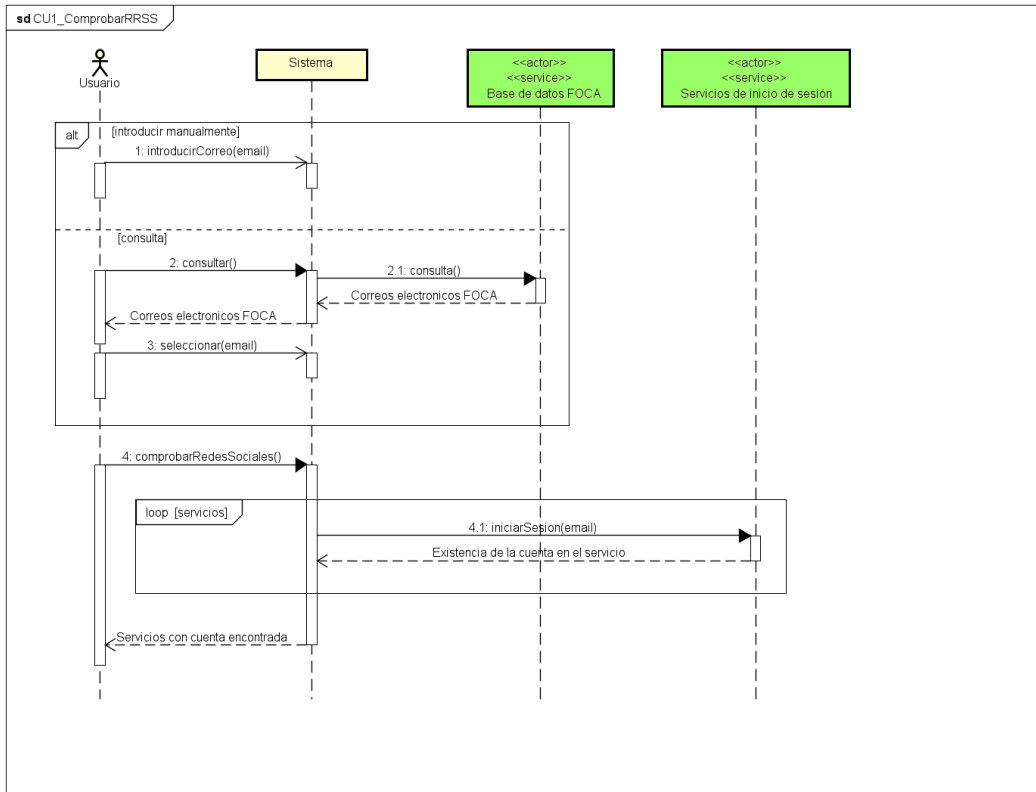 sd CU1_ComprobarRRSS
Usuario
Sistema
<<actor>>
<<service>>
Base de datos FOCA
<<actor>>
<<service>>
Servicios de inicio de sesión
alt
[introducir manualmente]
1: introducirCorreo(email)
[consulta]
2: consultar()
2.1: consulta()
Correos electronicos FOCA
Correos electronicos FOCA
3: seleccionar(email)
4: comprobarRedesSociales()
loop [servicios]
4.1: iniciarSesion(email)
Existencia de la cuenta en el servicio
Servicios con cuenta encontrada